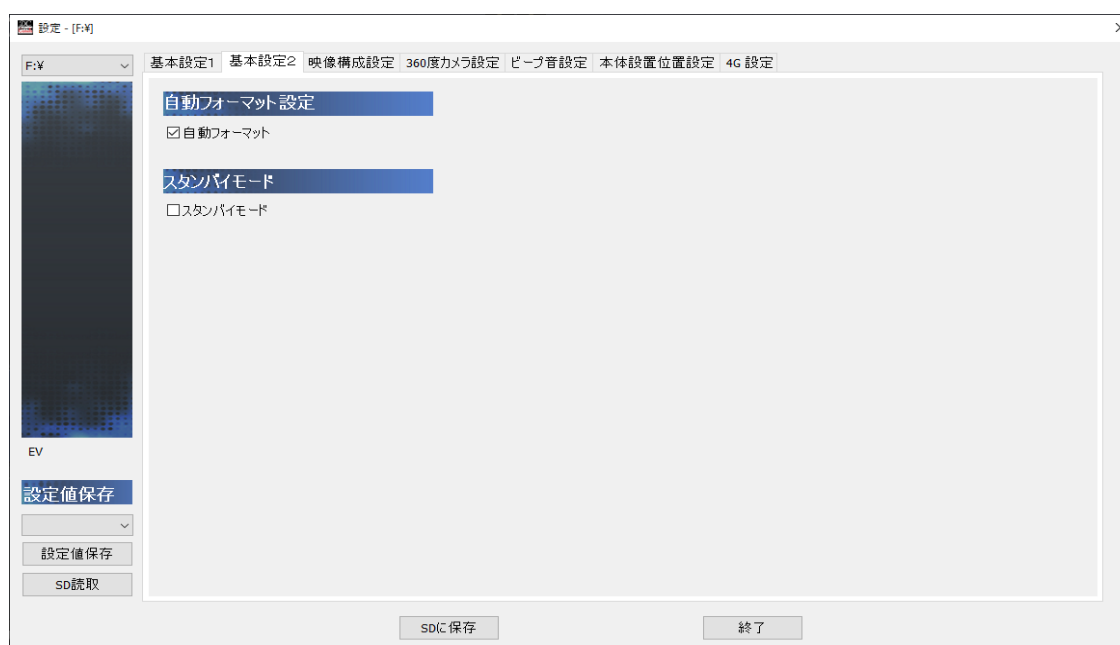 設定 - [F:¥]
F:¥
基本設定1 基本設定2 映像構成設定 360度カメラ設定 ビープ音設定 本体設置位置設定 4G 設定
自動フォーマット設定
自動フォーマット
スタンバイモード
スタンバイモード
EV
設定値保存
設定値保存
SD読取
SDに保存 終了